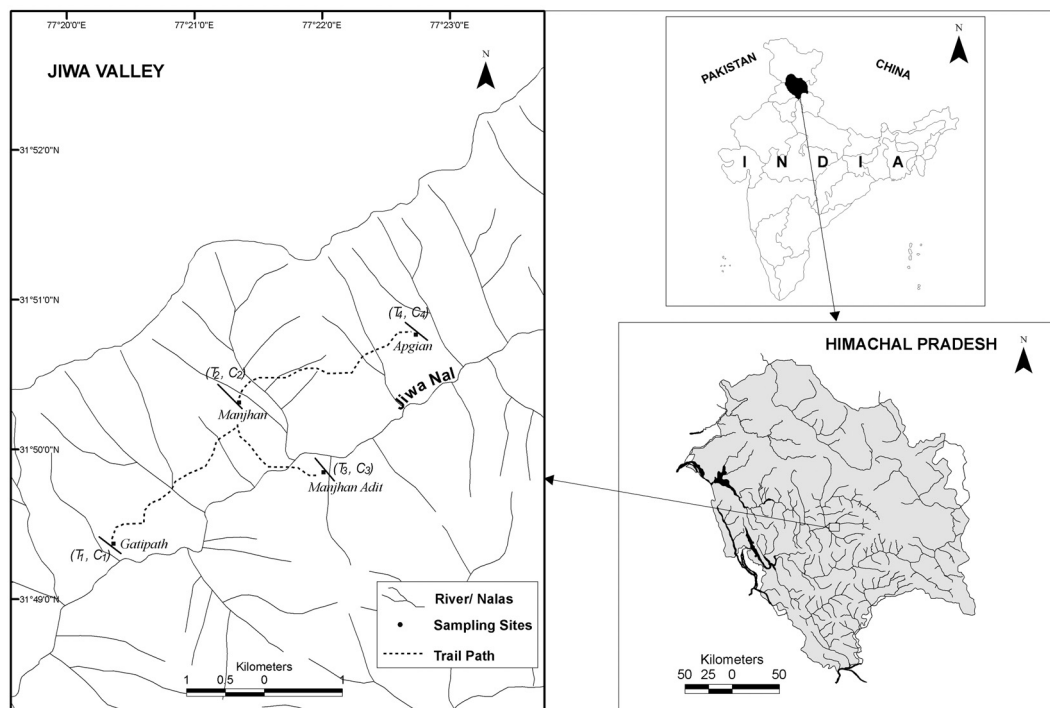 77°20'0"E
77°21'0"E
77°22'0"E
77°23'0"E
JIWA VALLEY
N
31°52'0"N
31°51'0"N
31°50'0"N
31°49'0"N
(T4, C4)
Apgian
(T2, C2)
Manjhan
Jiwa Nal
(T3, C3)
Manjhan Adit
(T1, C1)
Gatipath
River/ Nalas
Sampling Sites
Trail Path
Kilometers
1 0.5 0 1
N
PAKISTAN
CHINA
I N D I A
HIMACHAL PRADESH
N
Kilometers
50 25 0 50